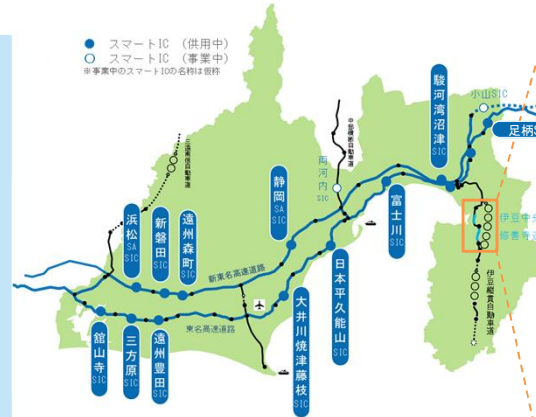 スマートIC (供用中)
スマートIC (事業中)
※事業中のスマートICの名称は仮称
小山SIC
駿河湾沼津
SIC
足柄S
三遠南信自動車道
中部横断自動車道
両河内
SIC
静岡
SA
SIC
富士川
SIC
伊豆中央
修善寺道
浜松
SA
SIC
新磐田
SIC
遠州森町
SIC
新東名高速道路
日本平久能山
SIC
伊豆縦貫自動車道
東名高速道路
大井川焼津藤枝
SIC
舘山寺
SIC
三方原
SIC
遠州豊田
SIC